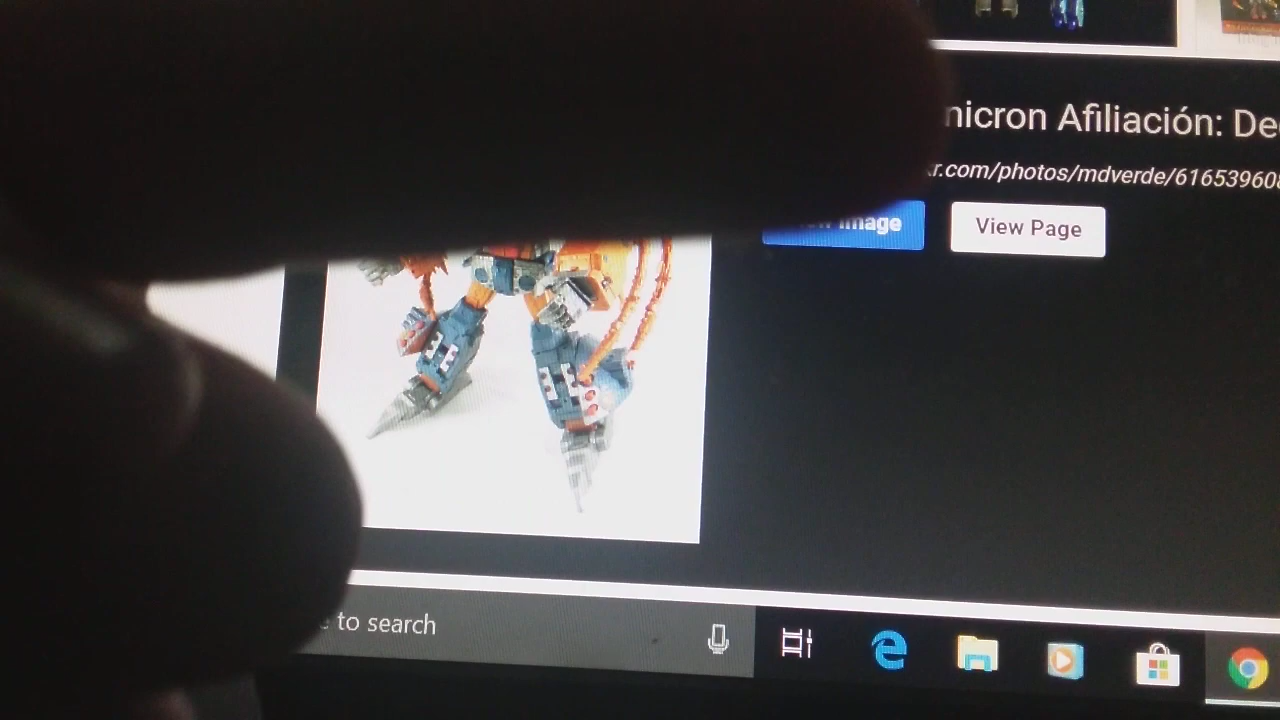 nicron Afiliación: De
r.com/photos/mdverde/61653960
Image
View Page
to search